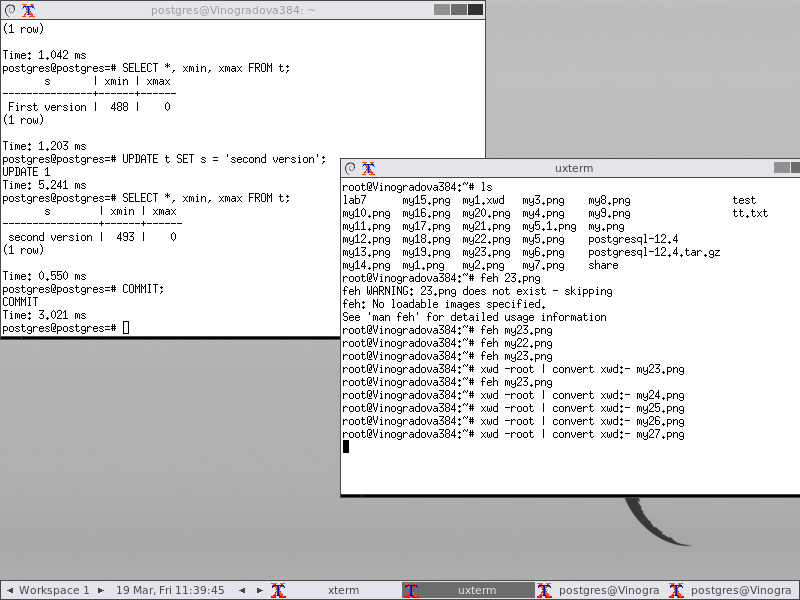 postgres@Vinogradova384: ~
(1 row)
Time: 1.042 ms
postgres@postgres=# SELECT *, xmin, xmax FROM t;
s | xmin | xmax
---------------+------+------
First version | 488 | 0
(1 row)
Time: 1.203 ms
postgres@postgres=# UPDATE t SET s = 'second version';
UPDATE 1
Time: 5.241 ms
postgres@postgres=# SELECT *, xmin, xmax FROM t;
s | xmin | xmax
----------------+------+------
second version | 493 | 0
(1 row)
Time: 0.550 ms
postgres@postgres=# COMMIT;
COMMIT
Time: 3.021 ms
postgres@postgres=#
uxterm
root@Vinogradova384:~# ls
lab7 my15.png my1.xwd my3.png my8.png test
my10.png my16.png my20.png my4.png my9.png tt.txt
my11.png my17.png my21.png my5.1.png my.png
my12.png my18.png my22.png my5.png postgresql-12.4
my13.png my19.png my23.png my6.png postgresql-12.4.tar.gz
my14.png my1.png my2.png my7.png share
root@Vinogradova384:~# feh 23.png
feh WARNING: 23.png does not exist - skipping
feh: No loadable images specified.
See 'man feh' for detailed usage information
root@Vinogradova384:~# feh my23.png
root@Vinogradova384:~# feh my22.png
root@Vinogradova384:~# feh my23.png
root@Vinogradova384:~# xwd -root | convert xwd:- my23.png
root@Vinogradova384:~# feh my23.png
root@Vinogradova384:~# xwd -root | convert xwd:- my24.png
root@Vinogradova384:~# xwd -root | convert xwd:- my25.png
root@Vinogradova384:~# xwd -root | convert xwd:- my26.png
root@Vinogradova384:~# xwd -root | convert xwd:- my27.png
Workspace 1 19 Mar, Fri 11:39:45 xterm uxterm postgres@Vinogra postgres@Vinogra